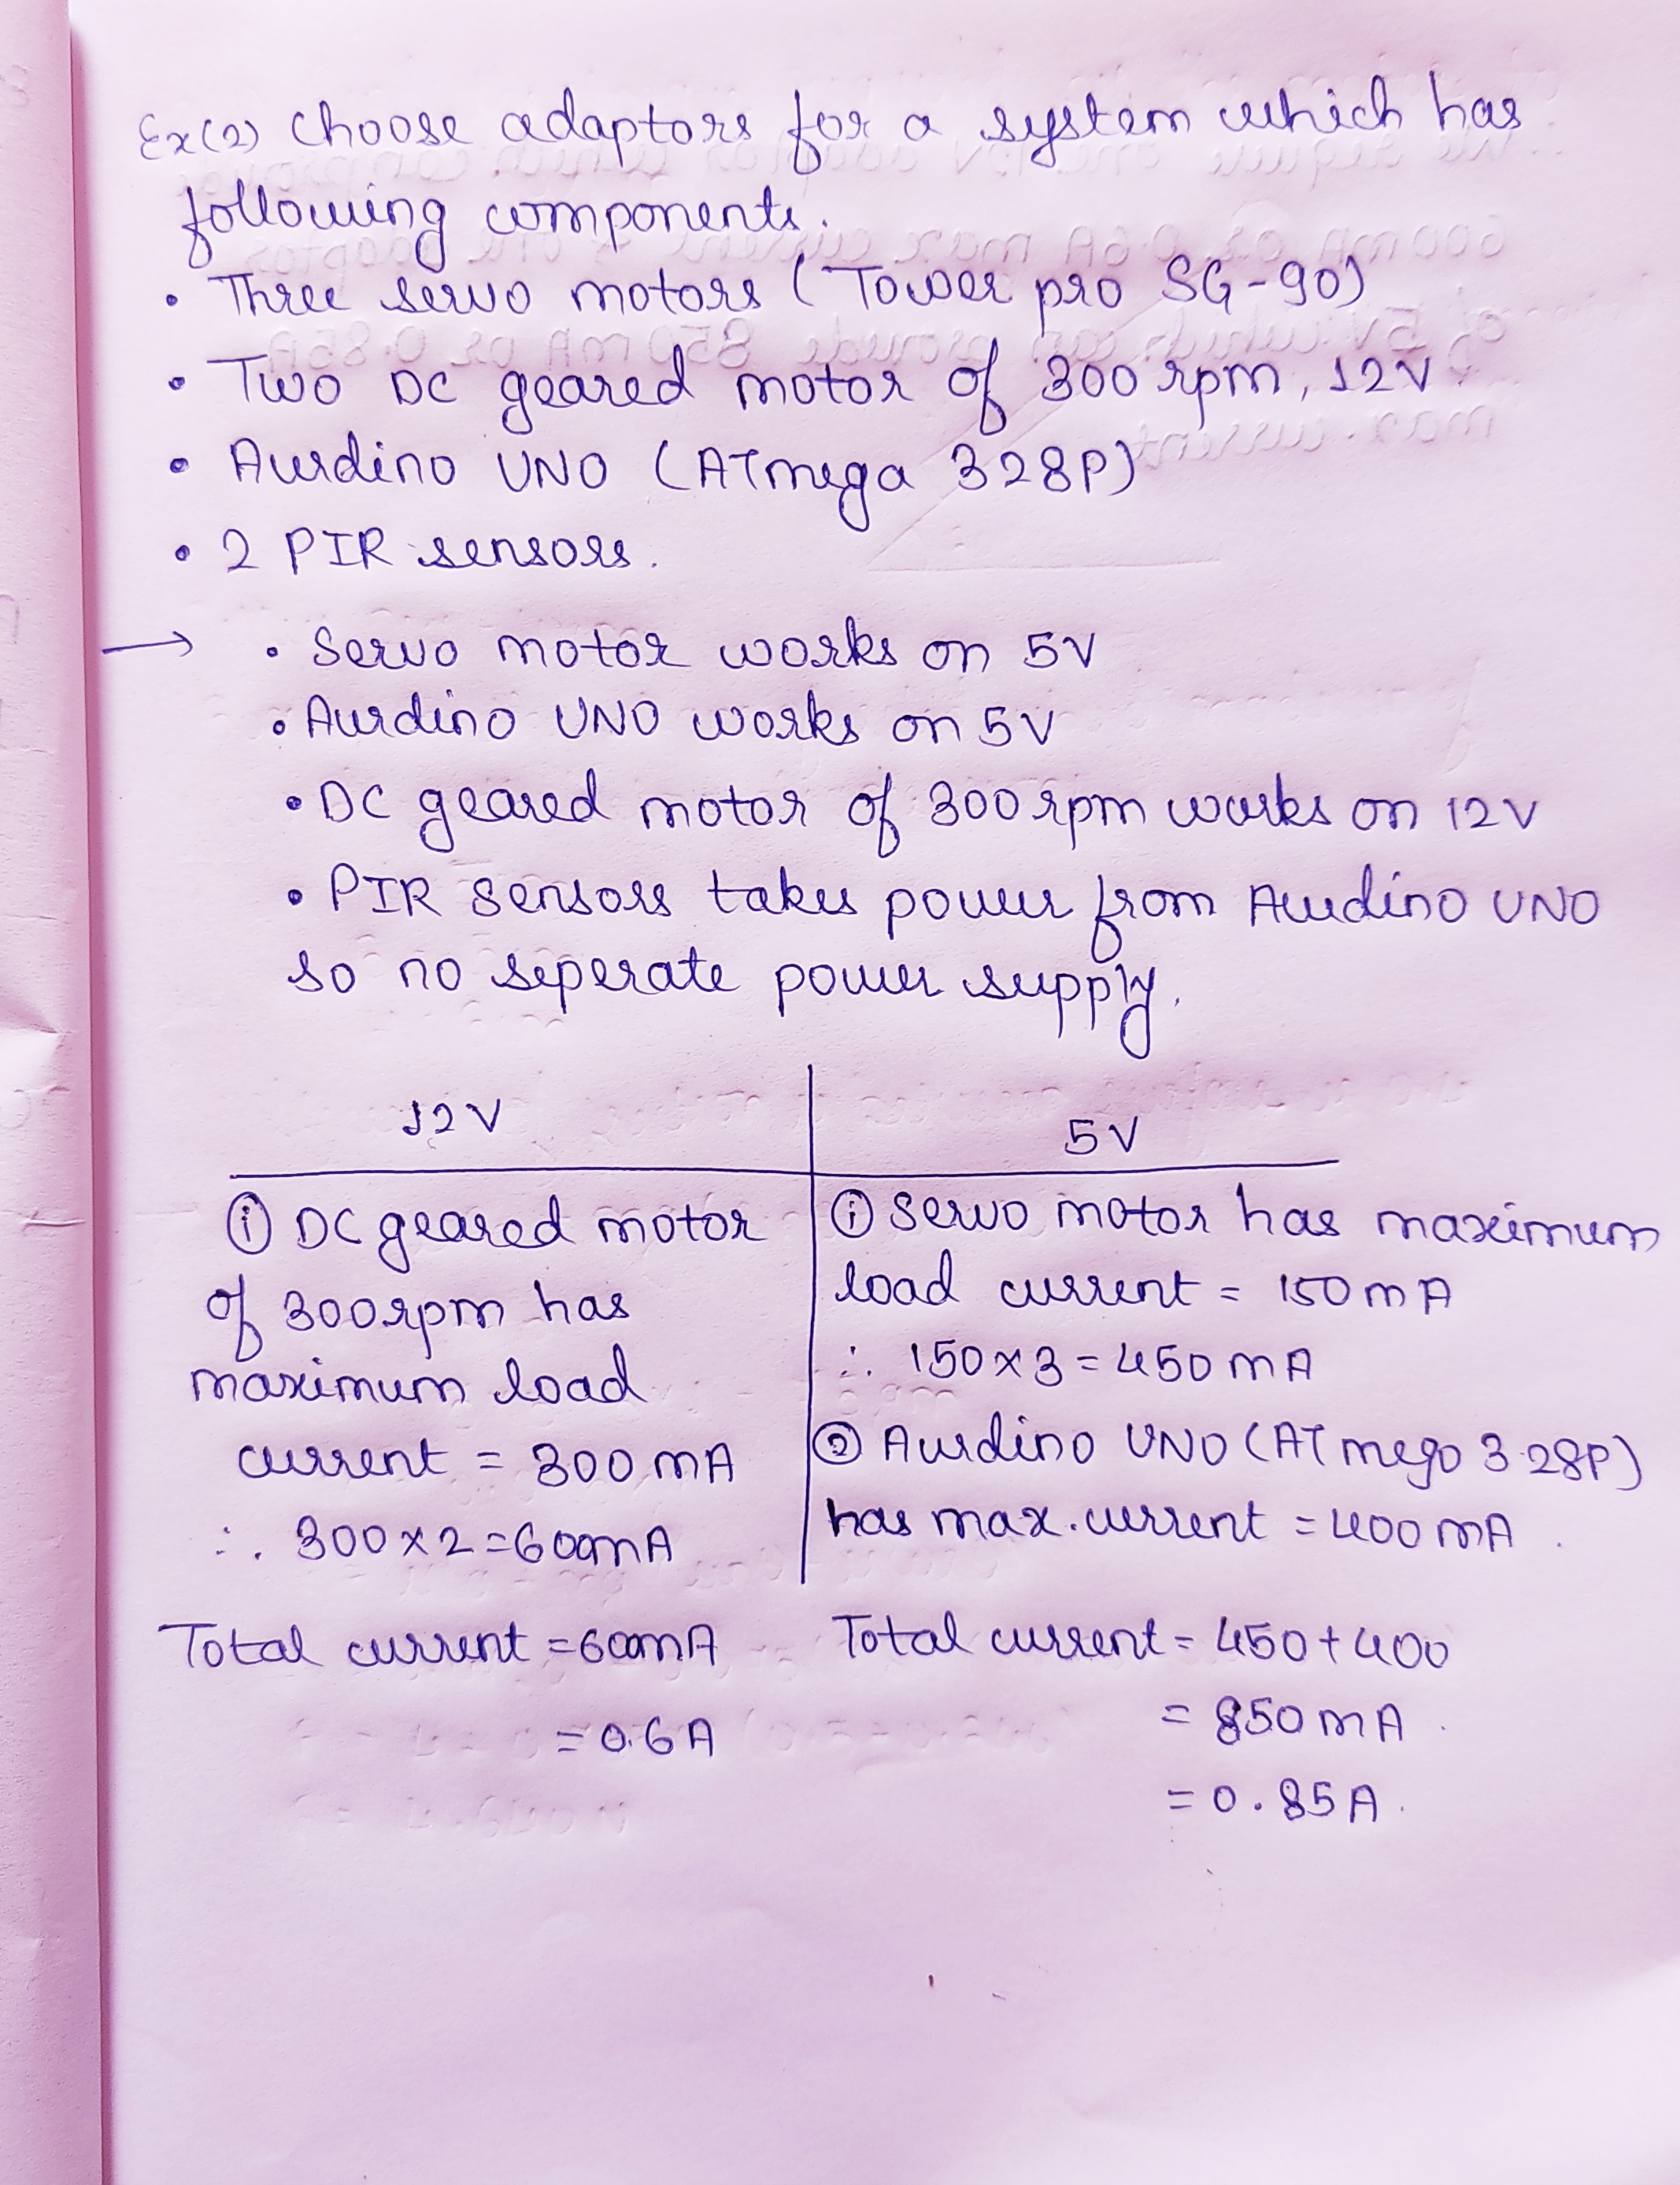 Ex(2) Choose adaptors for a system which has
following components.
• Three servo motors (Tower pro SG-90)
• Two DC geared motor of 300 rpm, 12V
• Aurdino UNO (ATmega 328P)
• 2 PIR sensors.
→ • Servo motor works on 5V
• Aurdino UNO works on 5V
• DC geared motor of 300 rpm works on 12V
• PIR sensors takes power from Aurdino UNO
so no seperate power supply.
12V
5V
① DC geared motor
of 300 rpm has
maximum load
current = 300 mA
∴ 300 × 2 = 600mA
Total current = 600mA
= 0.6 A
① Servo motor has maximum
load current = 150 mA
∴ 150 × 3 = 450 mA
② Aurdino UNO (ATmega 328P)
has max. current = 400 mA.
Total current = 450 + 400
= 850 mA.
= 0.85 A.